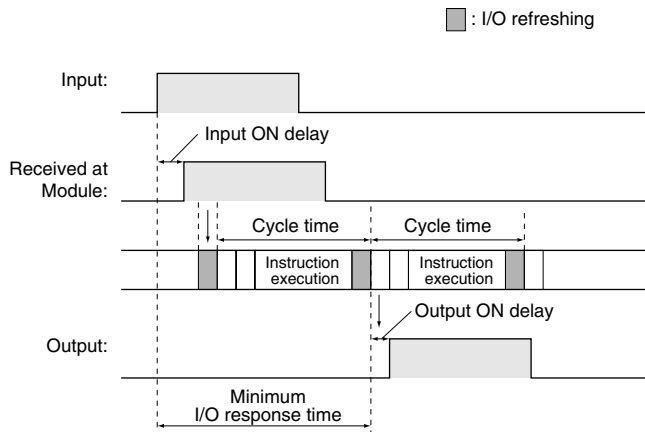 : I/O refreshing
Input:
Input ON delay
Received at
Module:
Cycle time
Cycle time
Instruction
execution
Instruction
execution
Output ON delay
Output:
Minimum
I/O response time